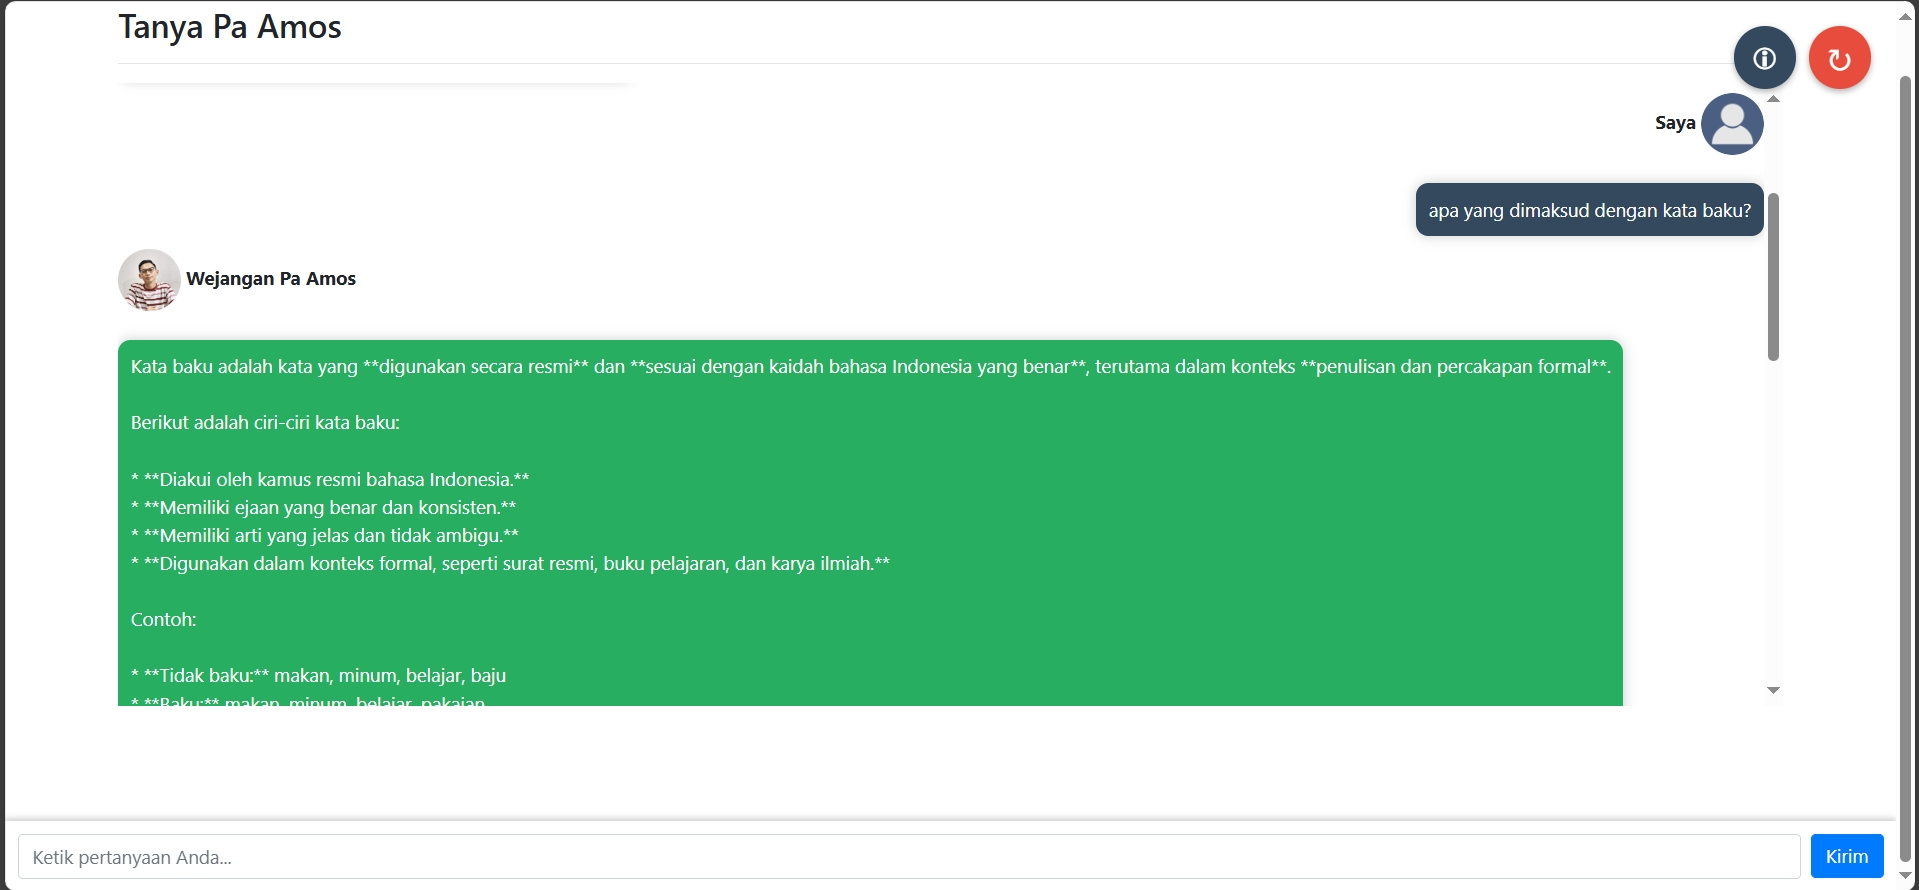 Tanya Pa Amos
Saya
apa yang dimaksud dengan kata baku?
Wejangan Pa Amos
Kata baku adalah kata yang **digunakan secara resmi** dan **sesuai dengan kaidah bahasa Indonesia yang benar**, terutama dalam konteks **penulisan dan percakapan formal**.
Berikut adalah ciri-ciri kata baku:
* **Diakui oleh kamus resmi bahasa Indonesia.**
* **Memiliki ejaan yang benar dan konsisten.**
* **Memiliki arti yang jelas dan tidak ambigu.**
* **Digunakan dalam konteks formal, seperti surat resmi, buku pelajaran, dan karya ilmiah.**
Contoh:
* **Tidak baku:** makan, minum, belajar, baju
* **Baku:** makan, minum, belajar, pakaian
Ketik pertanyaan Anda...
Kirim